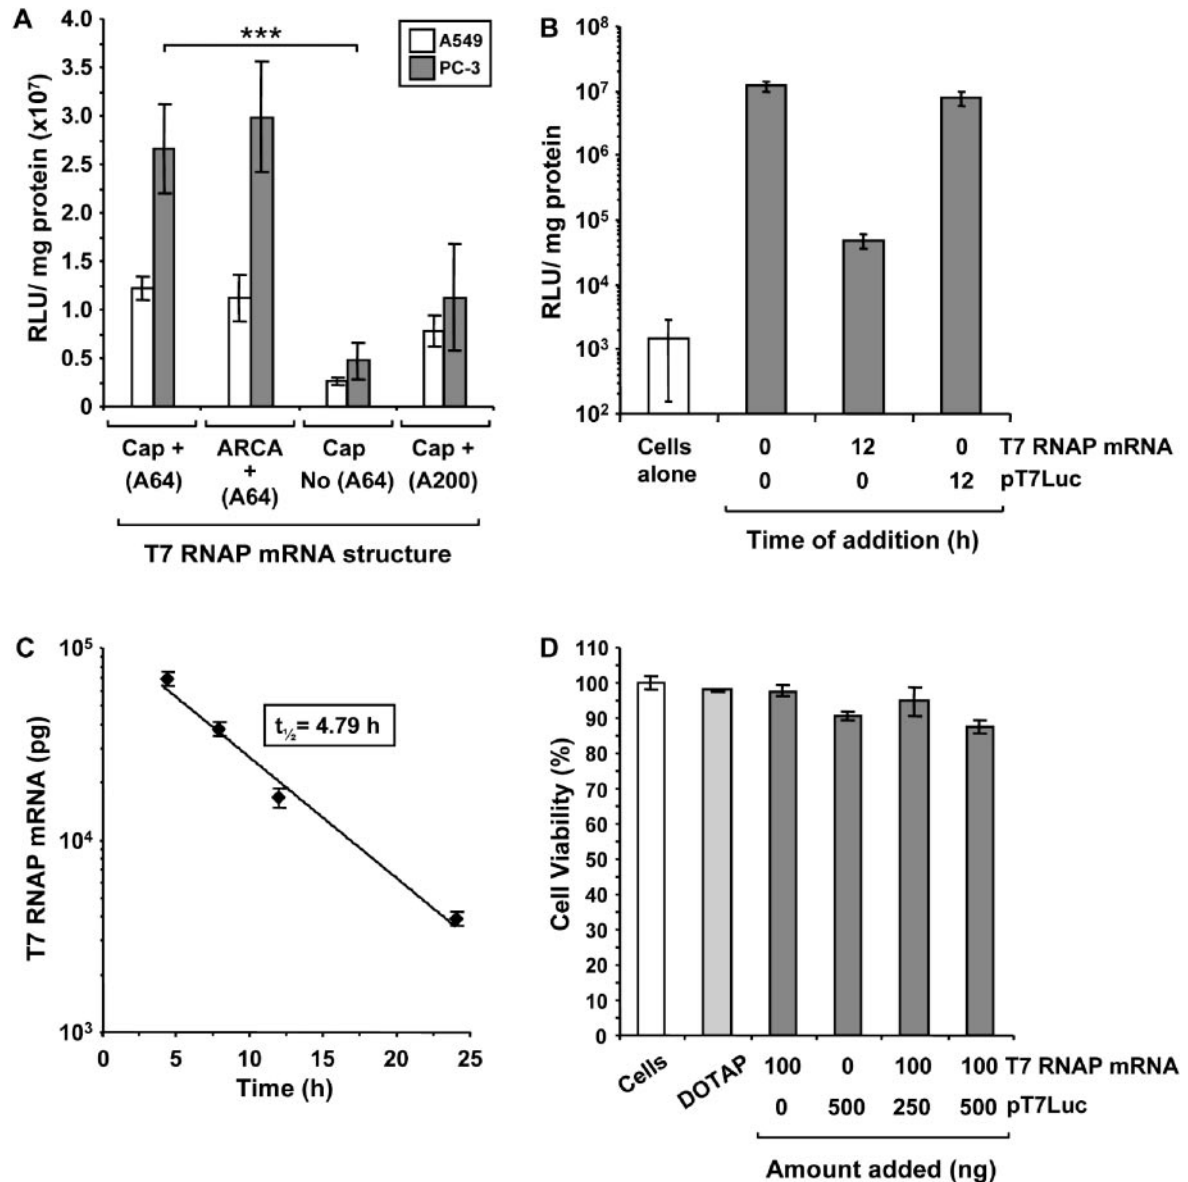 A
4.0
3.5
3.0
2.5
2.0
1.5
1.0
0.5
0
RLU/ mg protein (x10⁷)
***
A549
PC-3
Cap + (A64)
ARCA + (A64)
Cap No (A64)
Cap + (A200)
T7 RNAP mRNA structure
B
10⁸
10⁷
10⁶
10⁵
10⁴
10³
10²
RLU/ mg protein
Cells alone
0 12 0 T7 RNAP mRNA
0 0 12 pT7Luc
Time of addition (h)
C
10⁵
10⁴
10³
T7 RNAP mRNA (pg)
t½= 4.79 h
0 5 10 15 20 25
Time (h)
D
110
100
90
80
70
60
50
40
30
20
10
0
Cell Viability (%)
Cells
DOTAP
100 0 100 100 T7 RNAP mRNA
0 500 250 500 pT7Luc
Amount added (ng)